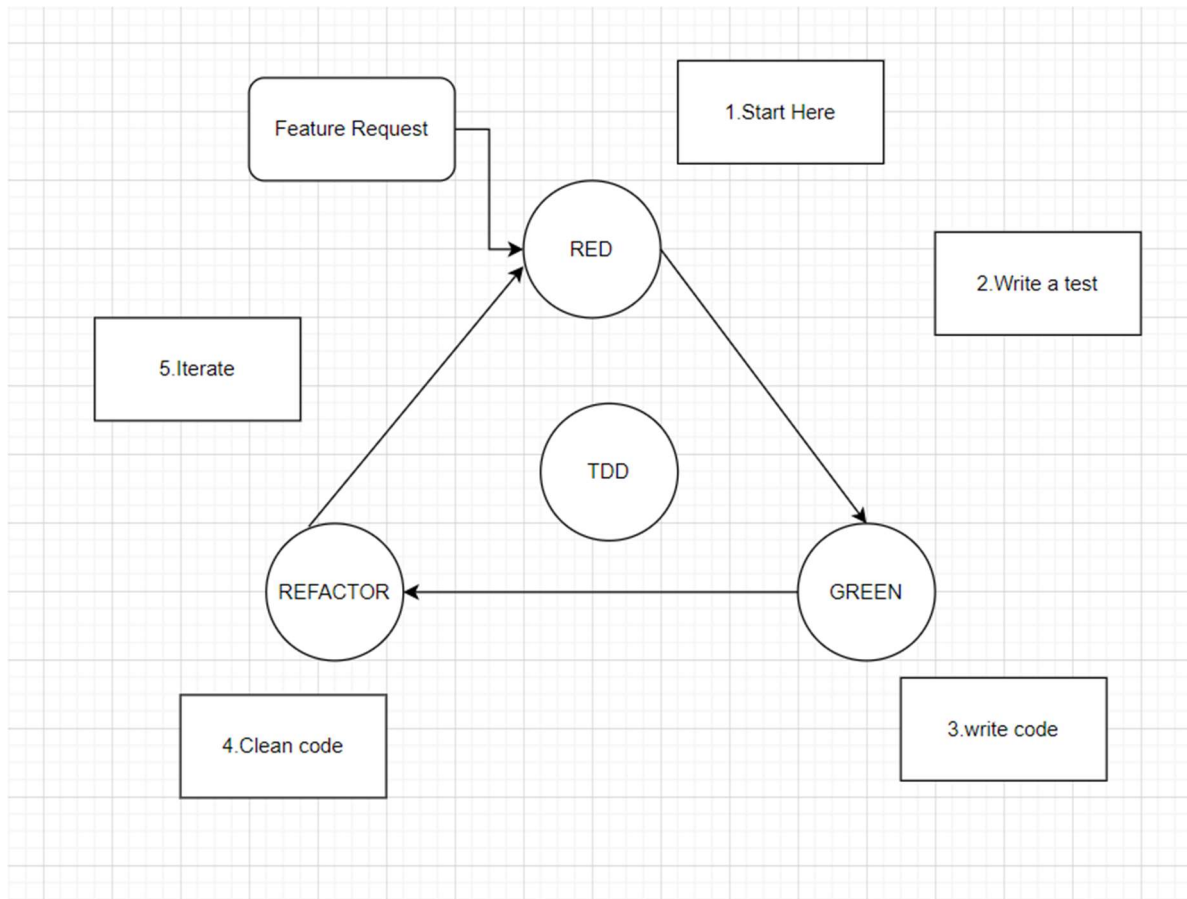 1.Start Here
Feature Request
RED
2.Write a test
5.Iterate
TDD
REFACTOR
GREEN
3.write code
4.Clean code